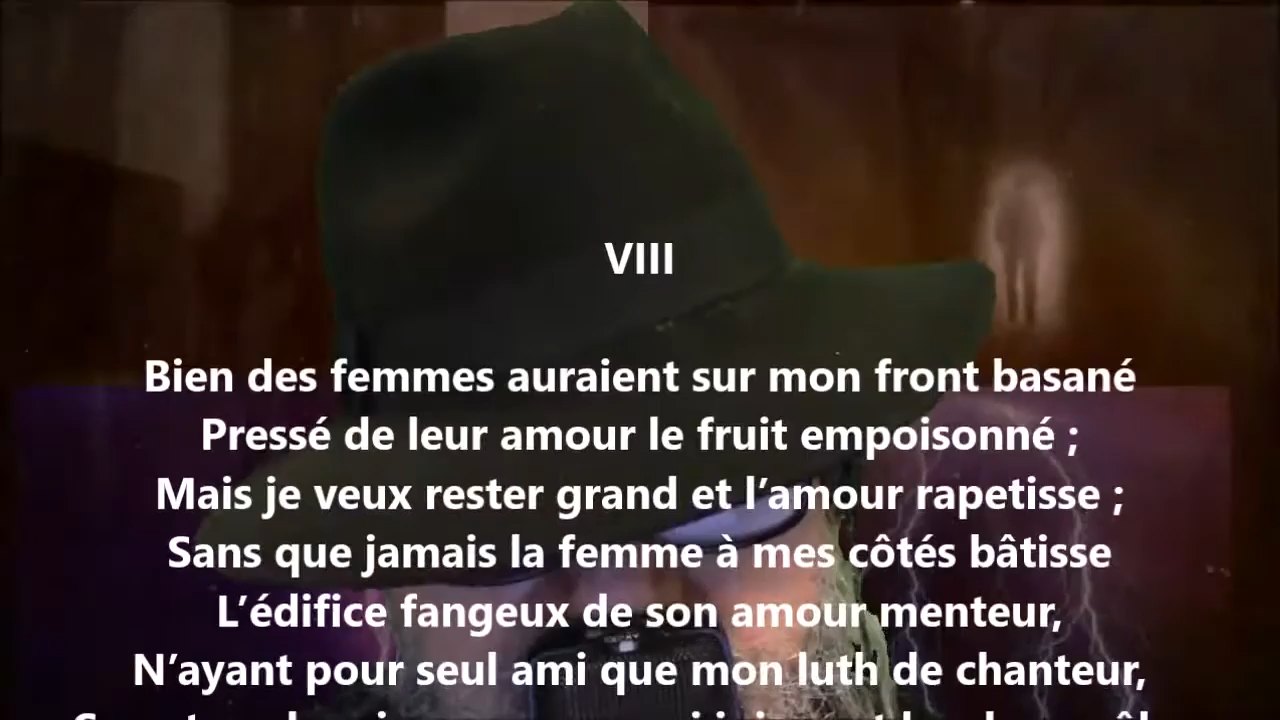 VIII
Bien des femmes auraient sur mon front basané
Pressé de leur amour le fruit empoisonné ;
Mais je veux rester grand et l’amour rapetisse ;
Sans que jamais la femme à mes côtés bâtisse
L’édifice fangeux de son amour menteur,
N’ayant pour seul ami que mon luth de chanteur,